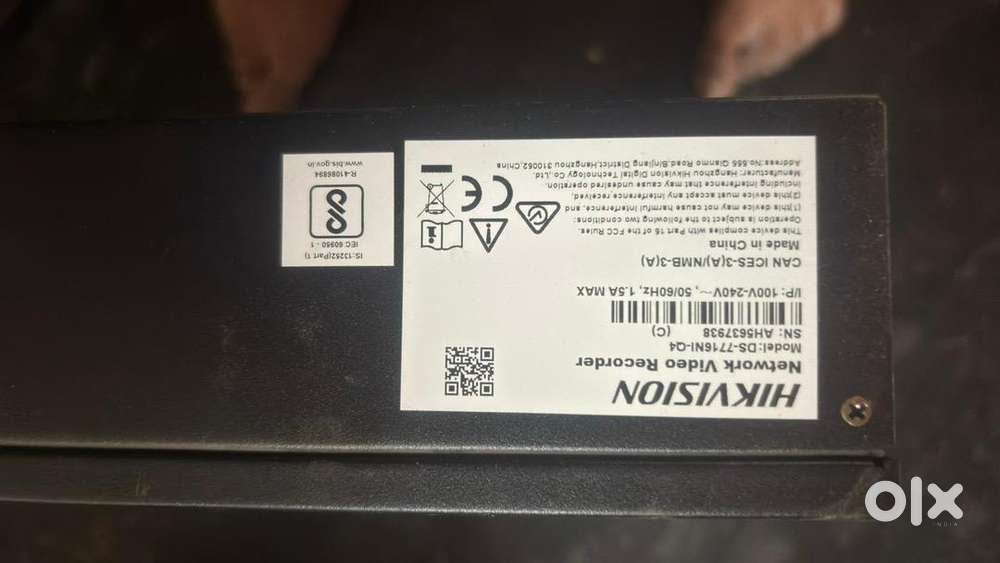 HIKVISION
Network Video Recorder
Model: DS-7716NI-Q4
SN: AH5637938 (C)
I/P: 100V-240V ~, 50/60Hz, 1.5A MAX
CAN ICES-3(A)/NMB-3(A)
Made in China
This device complies with Part 15 of the FCC Rules.
Operation is subject to the following two conditions:
(1)this device may not cause harmful interference, and
(2)this device must accept any interference received,
including interference that may cause undesired operation.
Manufacturer: Hangzhou Hikvision Digital Technology Co.,Ltd.
Address:No.555 Qianmo Road,Binjiang District,Hangzhou 310052,China
CE
IS:13252(Part 1)
IEC 60950 - 1
R-41098894
www.bis.gov.in
olx
INDIA